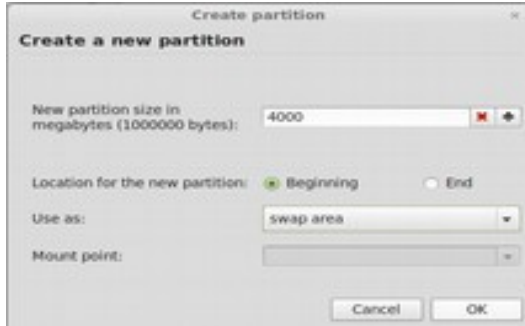 Create partition
Create a new partition
New partition size in
megabytes (1000000 bytes):
4000
Location for the new partition: Beginning End
Use as: swap area
Mount point:
Cancel OK